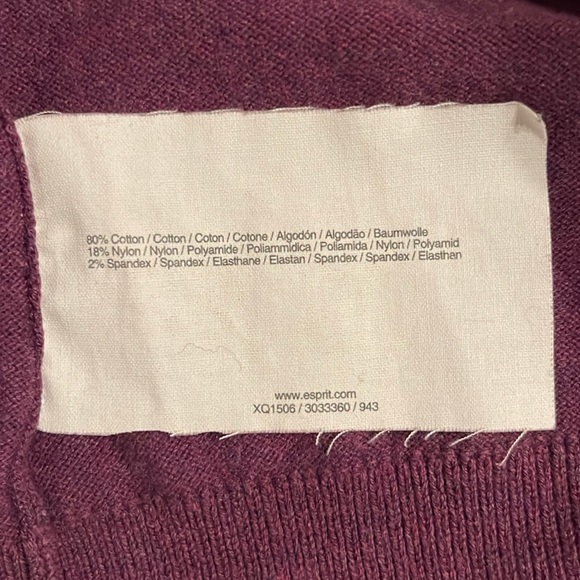 80% Cotton / Cotton / Coton / Cotone / Algodón / Algodão / Baumwolle
18% Nylon / Nylon / Polyamide / Poliammidica / Poliamida / Nylon / Polyamid
2% Spandex / Spandex / Elasthane / Elastan / Spandex / Spandex / Elasthan
www.esprit.com
XQ1506 / 3033360 / 943